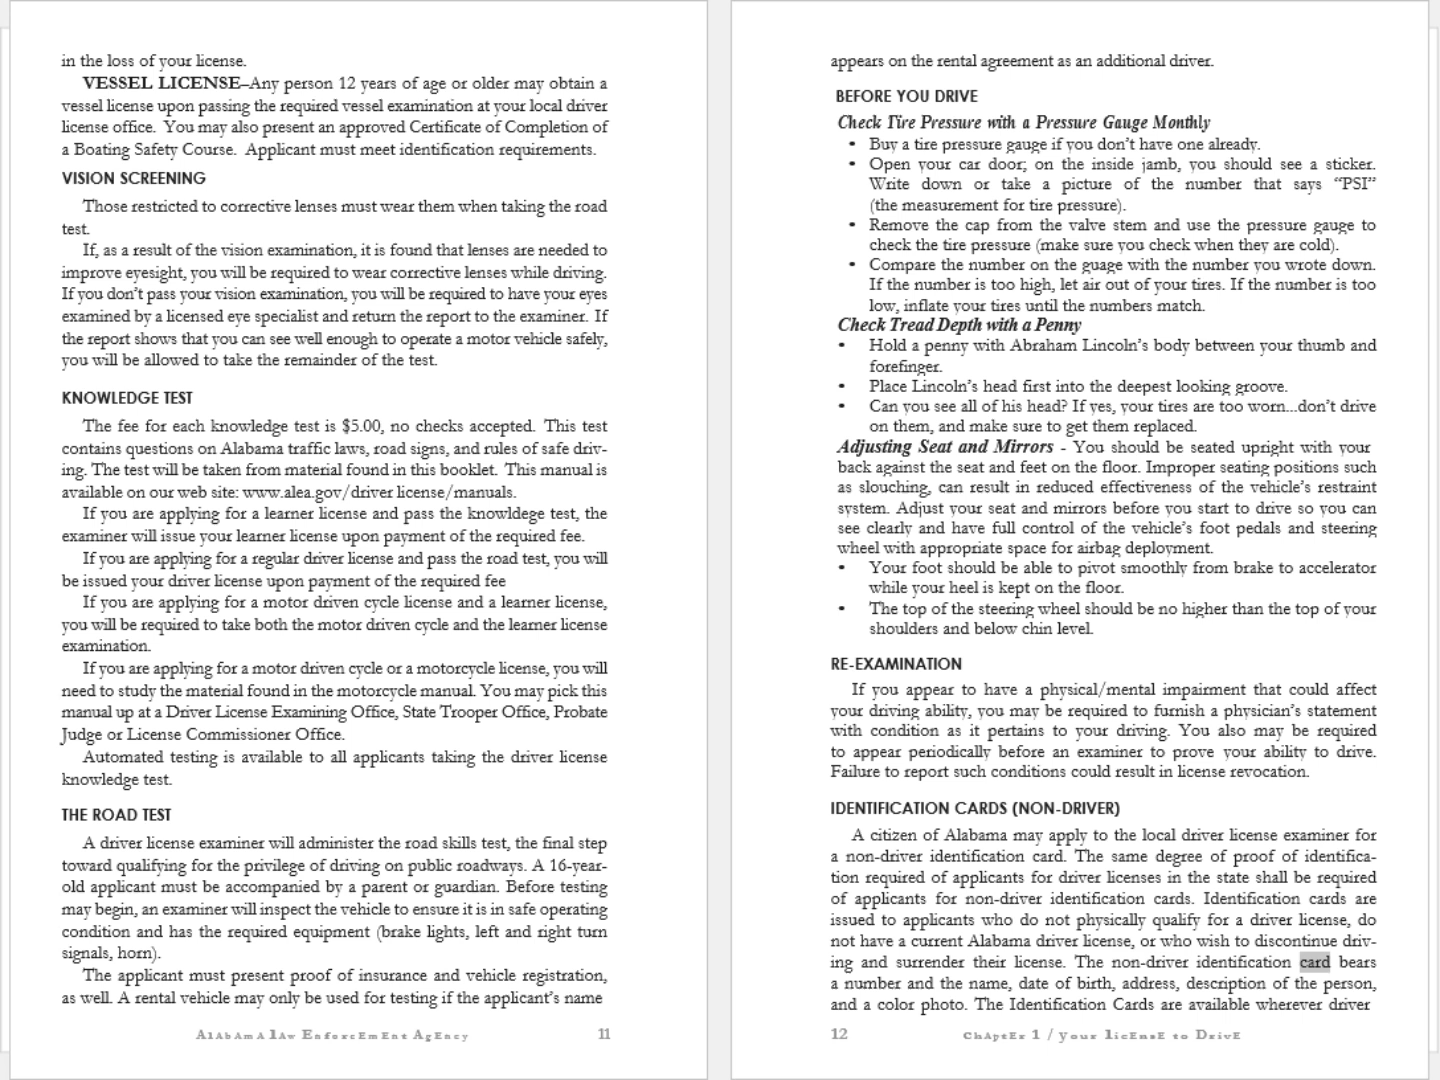 in the loss of your license.
VESSEL LICENSE–Any person 12 years of age or older may obtain a
vessel license upon passing the required vessel examination at your local driver
license office. You may also present an approved Certificate of Completion of
a Boating Safety Course. Applicant must meet identification requirements.
VISION SCREENING
Those restricted to corrective lenses must wear them when taking the road
test.
If, as a result of the vision examination, it is found that lenses are needed to
improve eyesight, you will be required to wear corrective lenses while driving.
If you don't pass your vision examination, you will be required to have your eyes
examined by a licensed eye specialist and return the report to the examiner. If
the report shows that you can see well enough to operate a motor vehicle safely,
you will be allowed to take the remainder of the test.
KNOWLEDGE TEST
The fee for each knowledge test is $5.00, no checks accepted. This test
contains questions on Alabama traffic laws, road signs, and rules of safe driv-
ing. The test will be taken from material found in this booklet. This manual is
available on our web site: www.alea.gov/driver license/manuals.
If you are applying for a learner license and pass the knowldege test, the
examiner will issue your learner license upon payment of the required fee.
If you are applying for a regular driver license and pass the road test, you will
be issued your driver license upon payment of the required fee
If you are applying for a motor driven cycle license and a learner license,
you will be required to take both the motor driven cycle and the learner license
examination.
If you are applying for a motor driven cycle or a motorcycle license, you will
need to study the material found in the motorcycle manual. You may pick this
manual up at a Driver License Examining Office, State Trooper Office, Probate
Judge or License Commissioner Office.
Automated testing is available to all applicants taking the driver license
knowledge test.
THE ROAD TEST
A driver license examiner will administer the road skills test, the final step
toward qualifying for the privilege of driving on public roadways. A 16-year-
old applicant must be accompanied by a parent or guardian. Before testing
may begin, an examiner will inspect the vehicle to ensure it is in safe operating
condition and has the required equipment (brake lights, left and right turn
signals, horn).
The applicant must present proof of insurance and vehicle registration,
as well. A rental vehicle may only be used for testing if the applicant's name
AlAbAmA lAw EnforcEmEnt AgEncy 11
appears on the rental agreement as an additional driver.
BEFORE YOU DRIVE
Check Tire Pressure with a Pressure Gauge Monthly
• Buy a tire pressure gauge if you don't have one already.
• Open your car door; on the inside jamb, you should see a sticker.
Write down or take a picture of the number that says "PSI"
(the measurement for tire pressure).
• Remove the cap from the valve stem and use the pressure gauge to
check the tire pressure (make sure you check when they are cold).
• Compare the number on the guage with the number you wrote down.
If the number is too high, let air out of your tires. If the number is too
low, inflate your tires until the numbers match.
Check Tread Depth with a Penny
• Hold a penny with Abraham Lincoln's body between your thumb and
forefinger.
• Place Lincoln's head first into the deepest looking groove.
• Can you see all of his head? If yes, your tires are too worn...don't drive
on them, and make sure to get them replaced.
Adjusting Seat and Mirrors - You should be seated upright with your
back against the seat and feet on the floor. Improper seating positions such
as slouching, can result in reduced effectiveness of the vehicle's restraint
system. Adjust your seat and mirrors before you start to drive so you can
see clearly and have full control of the vehicle's foot pedals and steering
wheel with appropriate space for airbag deployment.
• Your foot should be able to pivot smoothly from brake to accelerator
while your heel is kept on the floor.
• The top of the steering wheel should be no higher than the top of your
shoulders and below chin level.
RE-EXAMINATION
If you appear to have a physical/mental impairment that could affect
your driving ability, you may be required to furnish a physician's statement
with condition as it pertains to your driving. You also may be required
to appear periodically before an examiner to prove your ability to drive.
Failure to report such conditions could result in license revocation.
IDENTIFICATION CARDS (NON-DRIVER)
A citizen of Alabama may apply to the local driver license examiner for
a non-driver identification card. The same degree of proof of identifica-
tion required of applicants for driver licenses in the state shall be required
of applicants for non-driver identification cards. Identification cards are
issued to applicants who do not physically qualify for a driver license, do
not have a current Alabama driver license, or who wish to discontinue driv-
ing and surrender their license. The non-driver identification card bears
a number and the name, date of birth, address, description of the person,
and a color photo. The Identification Cards are available wherever driver
12 chAptEr 1 / your licEnsE to DrivE